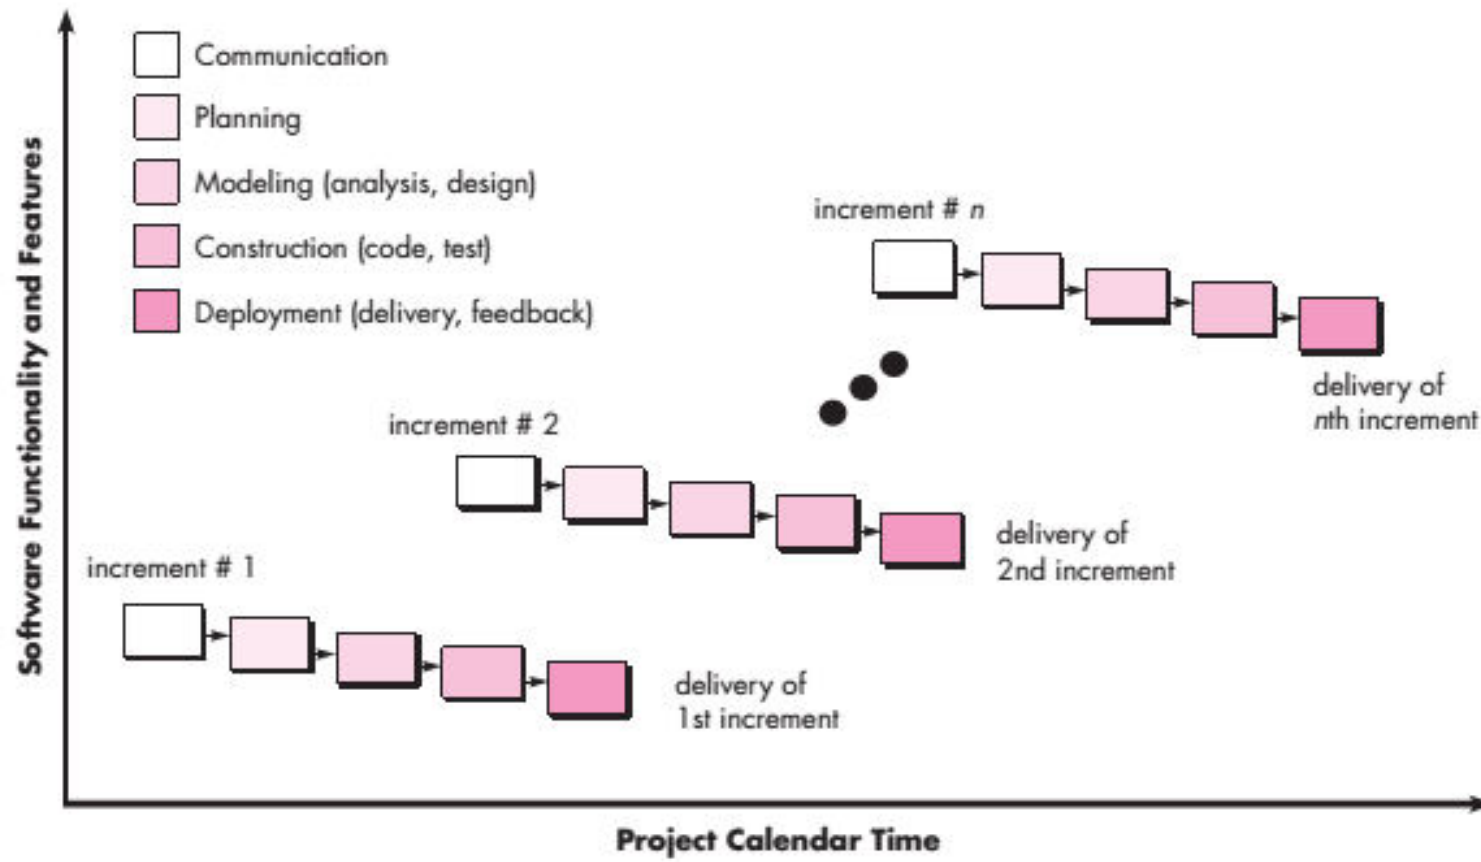 Communication
Planning
Modeling (analysis, design)
Construction (code, test)
Deployment (delivery, feedback)
increment # n
delivery of
nth increment
increment # 2
delivery of
2nd increment
increment # 1
delivery of
1st increment
Software Functionality and Features
Project Calendar Time